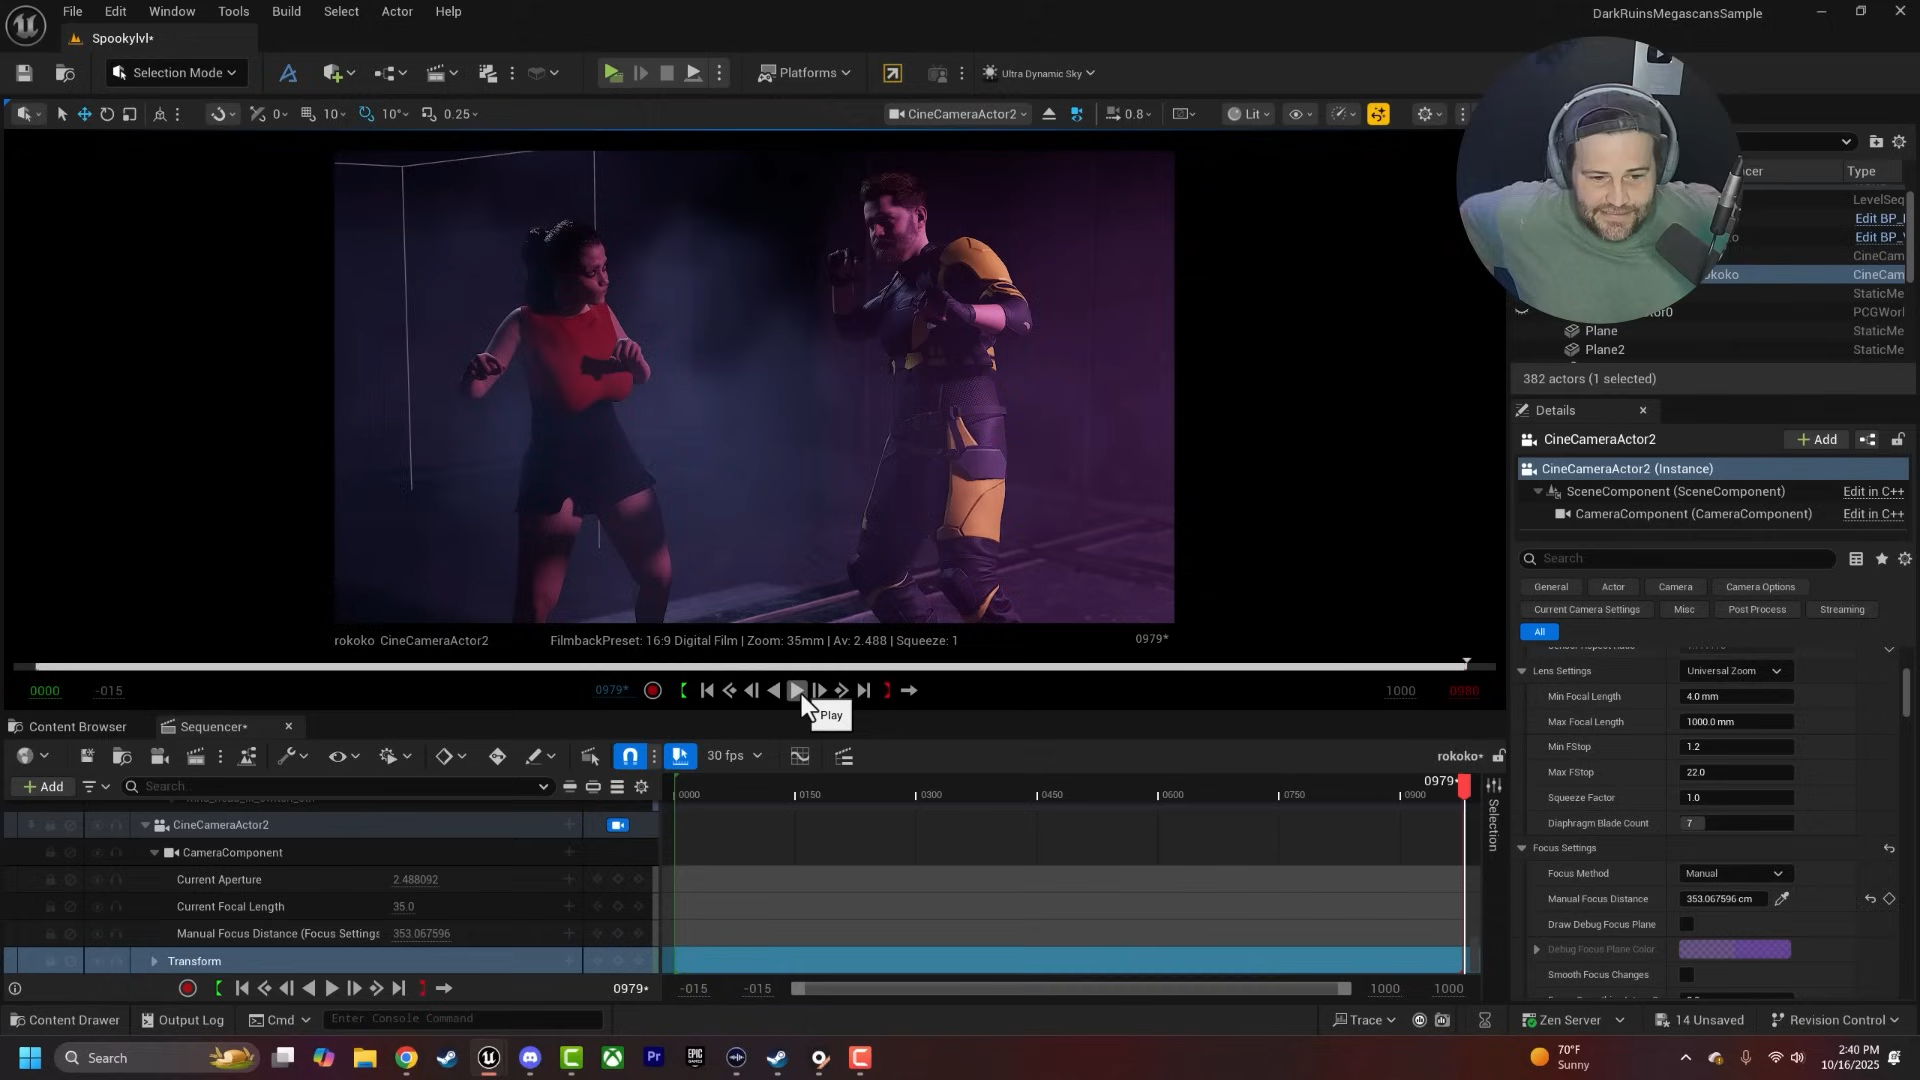 File Edit Window Tools Build Select Actor Help
DarkRuinsMegascansSample
Spookylvl*
Selection Mode
Platforms
Ultra Dynamic Sky
0 10 10° 0.25
CineCameraActor2
0.8
Lit
Type
LevelSeq
Edit BP_
Edit BP_
CineCam
CineCam
StaticMe
PCGWorl
Plane StaticMe
Plane2 StaticMe
382 actors (1 selected)
Details
CineCameraActor2
Add
CineCameraActor2 (Instance)
SceneComponent (SceneComponent) Edit in C++
CameraComponent (CameraComponent) Edit in C++
Search
General Actor Camera Camera Options
Current Camera Settings Misc Post Process Streaming
All
Lens Settings Universal Zoom
Min Focal Length 4.0 mm
Max Focal Length 1000.0 mm
Min FStop 1.2
Max FStop 22.0
Squeeze Factor 1.0
Diaphragm Blade Count 7
Focus Settings
Focus Method Manual
Manual Focus Distance 353.067596 cm
Draw Debug Focus Plane
Debug Focus Plane Color
Smooth Focus Changes
rokoko CineCameraActor2 FilmbackPreset: 16:9 Digital Film | Zoom: 35mm | Av: 2.488 | Squeeze: 1 0979*
0000 -015 0979* 1000 0980
Play
Content Browser Sequencer*
30 fps
rokoko*
Add
Search
0979*
0000 0150 0300 0450 0600 0750 0900
Selection
CineCameraActor2
CameraComponent
Current Aperture 2.488092
Current Focal Length 35.0
Manual Focus Distance (Focus Settings 353.067596
Transform
0979* -015 -015 1000 1000
Content Drawer Output Log Cmd Enter Console Command
Trace Zen Server 14 Unsaved Revision Control
Search
Pr
EPIC GAMES
70°F
Sunny
2:40 PM
10/16/2025